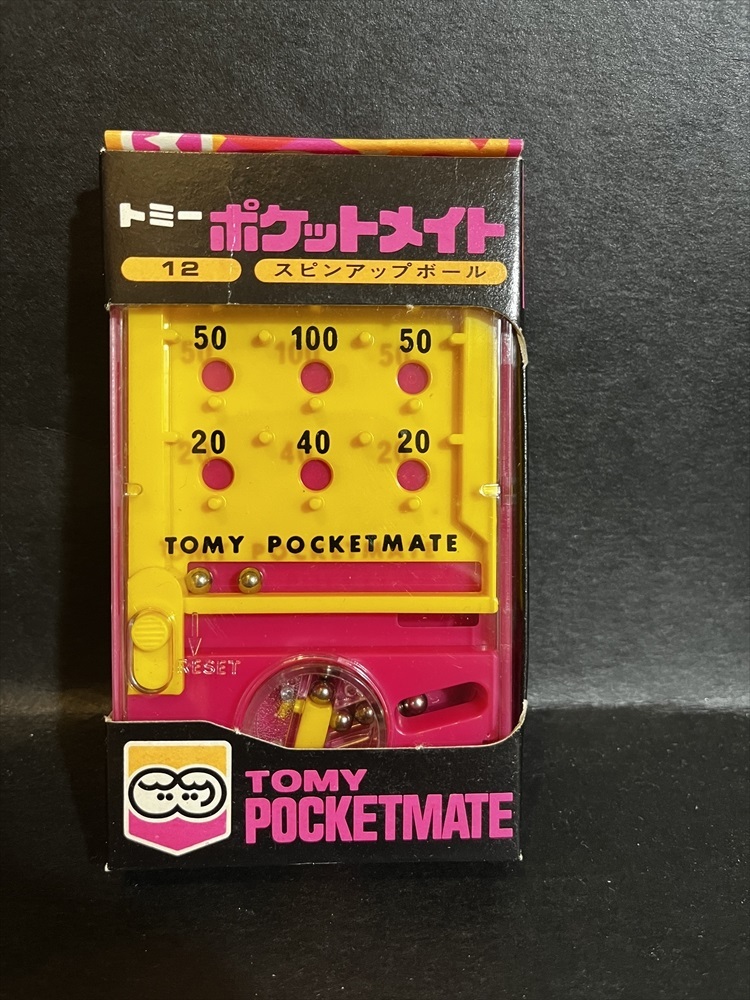 トミー ポケットメイト
12 スピンアップボール
50 100 50
20 40 20
TOMY POCKETMATE
RESET
TOMY
POCKETMATE